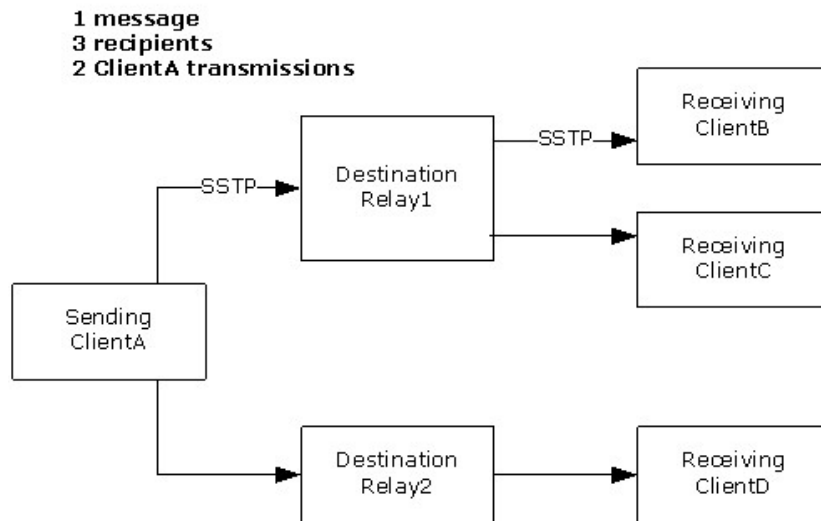 1 message
3 recipients
2 ClientA transmissions
Receiving
ClientB
SSTP
Destination
Relay1
SSTP
Receiving
ClientC
Sending
ClientA
Destination
Relay2
Receiving
ClientD